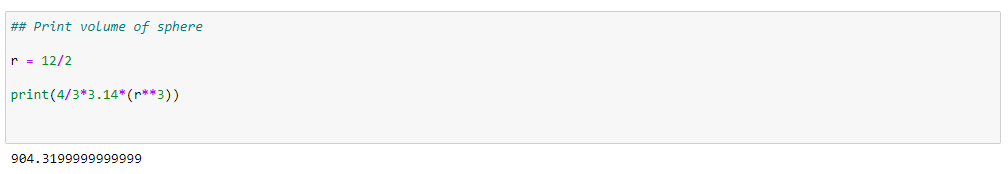 ## Print volume of sphere
r = 12/2
print(4/3*3.14*(r**3))
904.3199999999999